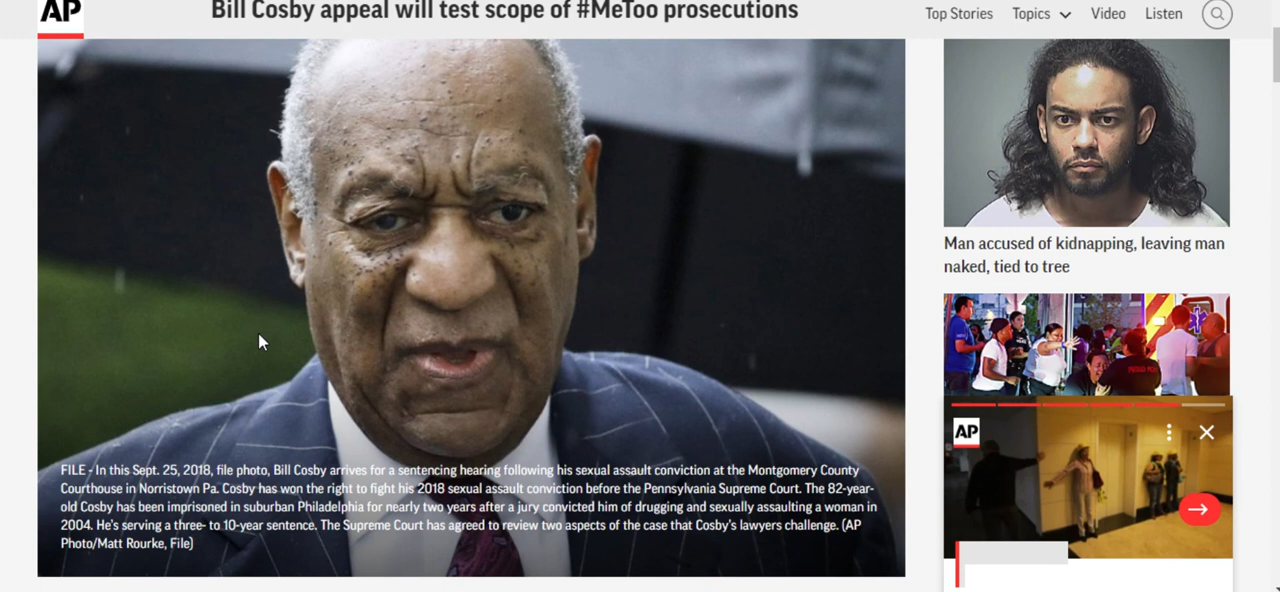 AP
Bill Cosby appeal will test scope of #MeToo prosecutions
Top Stories Topics Video Listen
FILE - In this Sept. 25, 2018, file photo, Bill Cosby arrives for a sentencing hearing following his sexual assault conviction at the Montgomery County
Courthouse in Norristown Pa. Cosby has won the right to fight his 2018 sexual assault conviction before the Pennsylvania Supreme Court. The 82-year-
old Cosby has been imprisoned in suburban Philadelphia for nearly two years after a jury convicted him of drugging and sexually assaulting a woman in
2004. He's serving a three- to 10-year sentence. The Supreme Court has agreed to review two aspects of the case that Cosby's lawyers challenge. (AP
Photo/Matt Rourke, File)
Man accused of kidnapping, leaving man
naked, tied to tree
AP